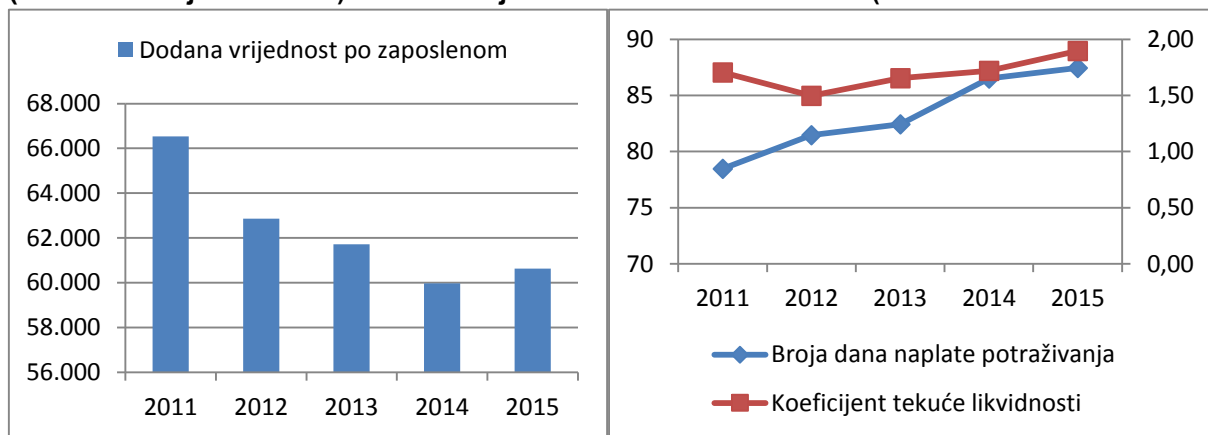 Dodana vrijednost po zaposlenom
68.000
66.000
64.000
62.000
60.000
58.000
56.000
2011 2012 2013 2014 2015
90 2,00
85 1,50
80 1,00
75 0,50
70 0,00
2011 2012 2013 2014 2015
Broja dana naplate potraživanja
Koeficijent tekuće likvidnosti